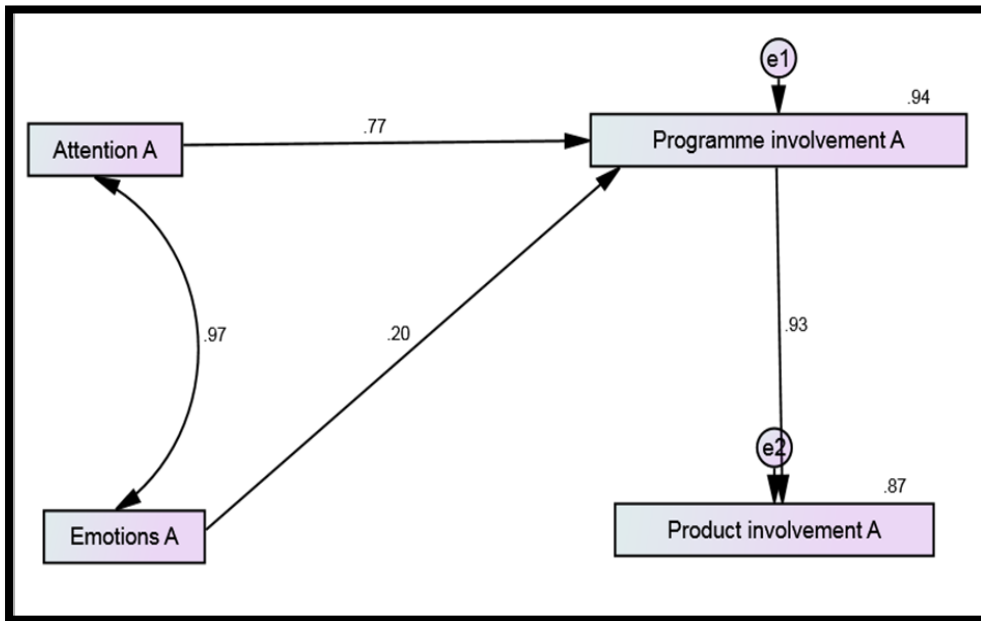 e1
.94
Attention A
.77
Programme involvement A
.97
.20
.93
e2
.87
Emotions A
Product involvement A